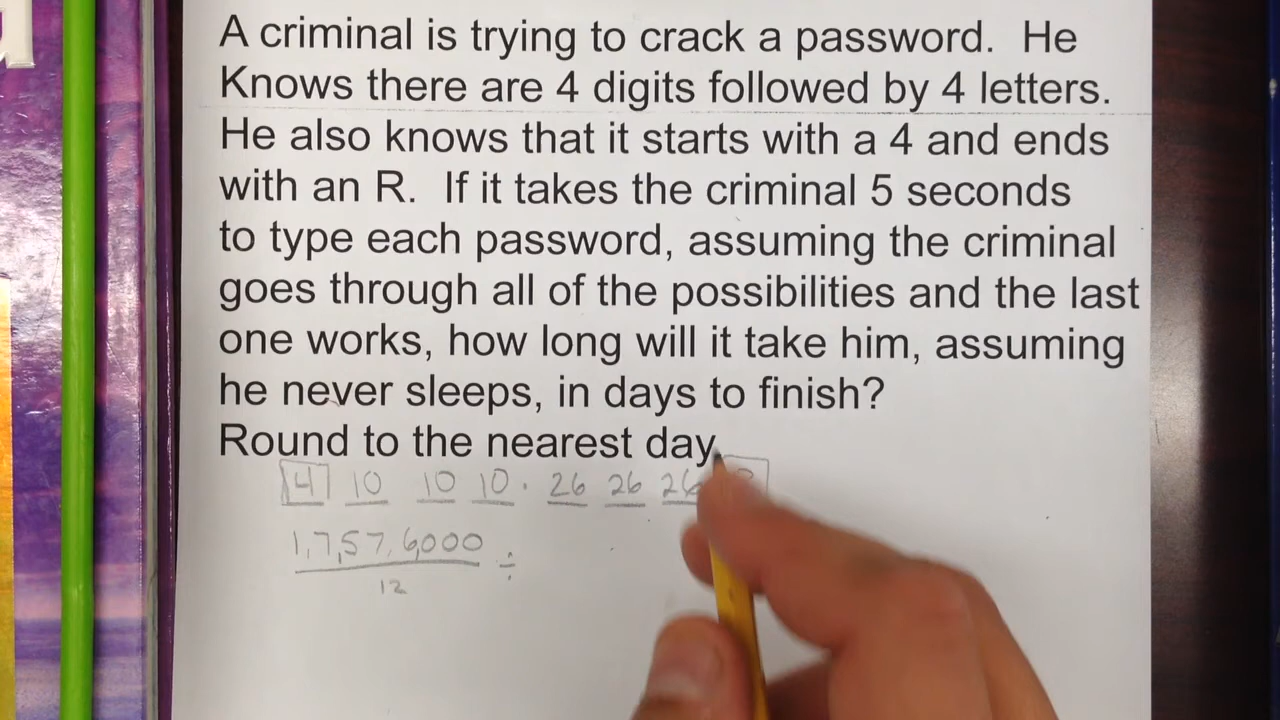 A criminal is trying to crack a password. He
Knows there are 4 digits followed by 4 letters.
He also knows that it starts with a 4 and ends
with an R. If it takes the criminal 5 seconds
to type each password, assuming the criminal
goes through all of the possibilities and the last
one works, how long will it take him, assuming
he never sleeps, in days to finish?
Round to the nearest day.
4 10 10 10 . 26 26 26
1,7,57,6,000 ÷
12